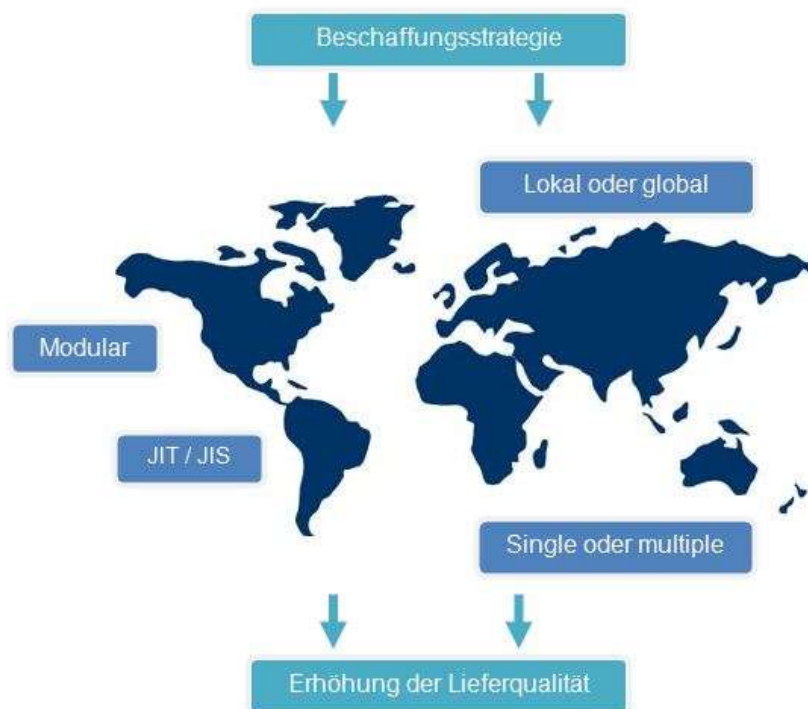 Beschaffungsstrategie
Lokal oder global
Modular
JIT / JIS
Single oder multiple
Erhöhung der Lieferqualität